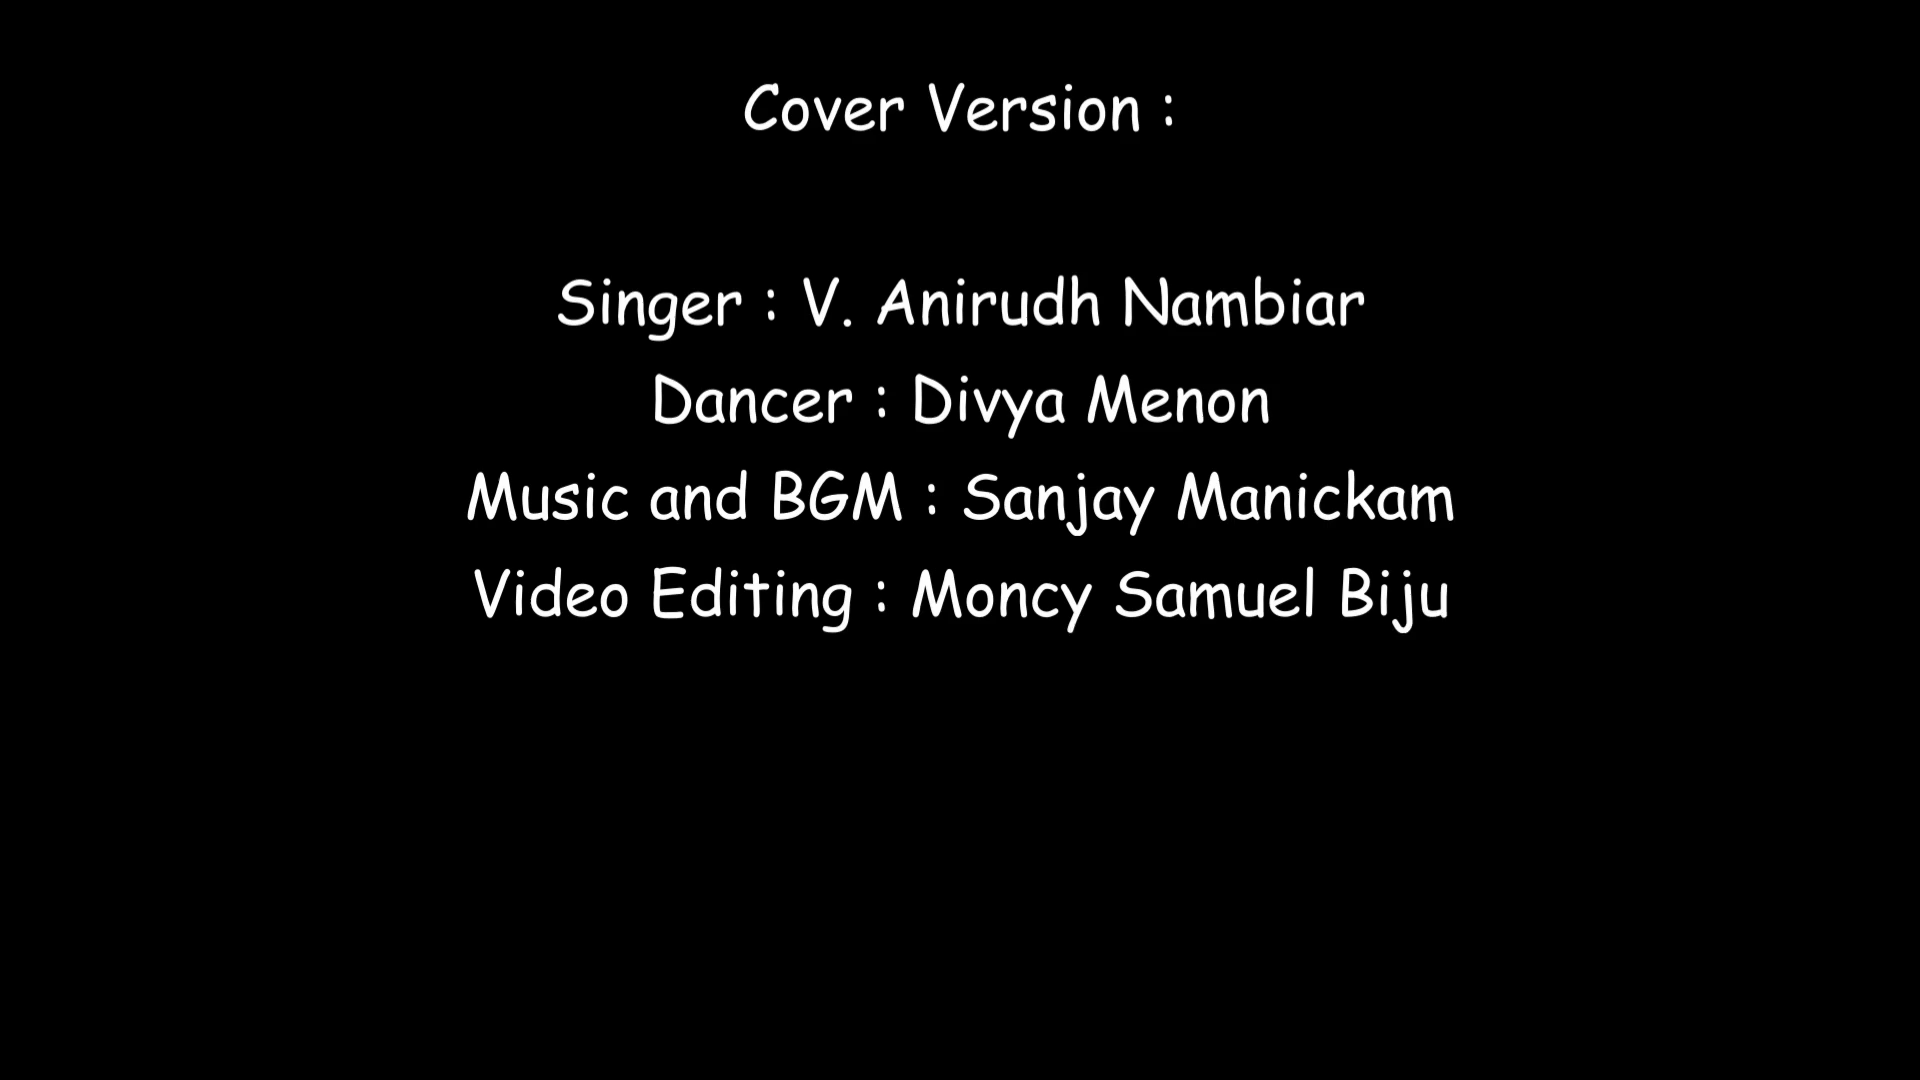 Cover Version :
Singer : V. Anirudh Nambiar
Dancer : Divya Menon
Music and BGM : Sanjay Manickam
Video Editing : Moncy Samuel Biju